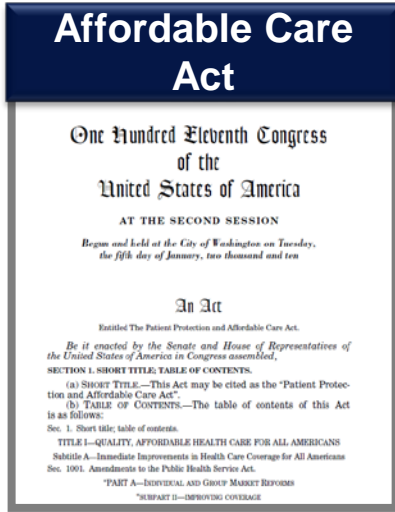 Affordable Care
Act
One Hundred Eleventh Congress
of the
United States of America
AT THE SECOND SESSION
Begun and held at the City of Washington on Tuesday,
the fifth day of January, two thousand and ten
An Act
Entitled The Patient Protection and Affordable Care Act.
Be it enacted by the Senate and House of Representatives of
the United States of America in Congress assembled,
SECTION 1. SHORT TITLE; TABLE OF CONTENTS.
(a) SHORT TITLE.—This Act may be cited as the "Patient Protec-
tion and Affordable Care Act".
(b) TABLE OF CONTENTS.—The table of contents of this Act
is as follows:
Sec. 1. Short title; table of contents.
TITLE I—QUALITY, AFFORDABLE HEALTH CARE FOR ALL AMERICANS
Subtitle A—Immediate Improvements in Health Care Coverage for All Americans
Sec. 1001. Amendments to the Public Health Service Act.
"PART A—INDIVIDUAL AND GROUP MARKET REFORMS
"SUBPART II—IMPROVING COVERAGE